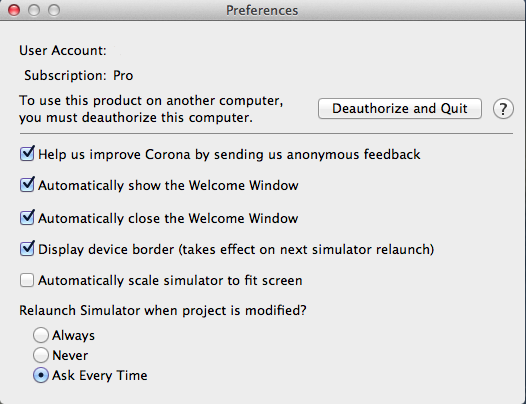 Preferences
User Account:
Subscription: Pro
To use this product on another computer,
you must deauthorize this computer.
Deauthorize and Quit
?
Help us improve Corona by sending us anonymous feedback
Automatically show the Welcome Window
Automatically close the Welcome Window
Display device border (takes effect on next simulator relaunch)
Automatically scale simulator to fit screen
Relaunch Simulator when project is modified?
Always
Never
Ask Every Time